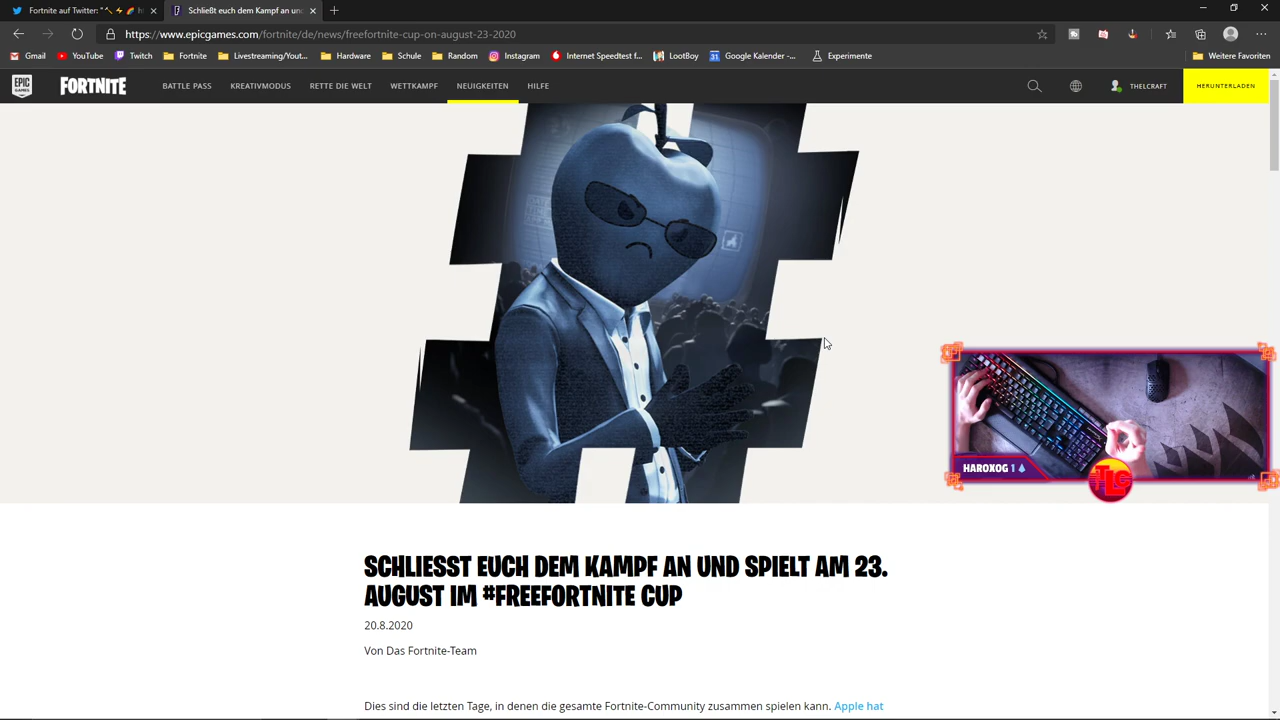 Fortnite auf Twitter:
Schließt euch dem Kampf an und
https://www.epicgames.com/fortnite/de/news/freefortnite-cup-on-august-23-2020
Gmail YouTube Twitch Fortnite Livestreaming/Yout... Hardware Schule Random Instagram Internet Speedtest f... LootBoy Google Kalender -... Experimente Weitere Favoriten
EPIC GAMES FORTNITE BATTLE PASS KREATIVMODUS RETTE DIE WELT WETTKAMPF NEUIGKEITEN HILFE THELCRAFT HERUNTERLADEN
HAROXOG 1
TLC
SCHLIESST EUCH DEM KAMPF AN UND SPIELT AM 23.
AUGUST IM #FREEFORTNITE CUP
20.8.2020
Von Das Fortnite-Team
Dies sind die letzten Tage, in denen die gesamte Fortnite-Community zusammen spielen kann. Apple hat